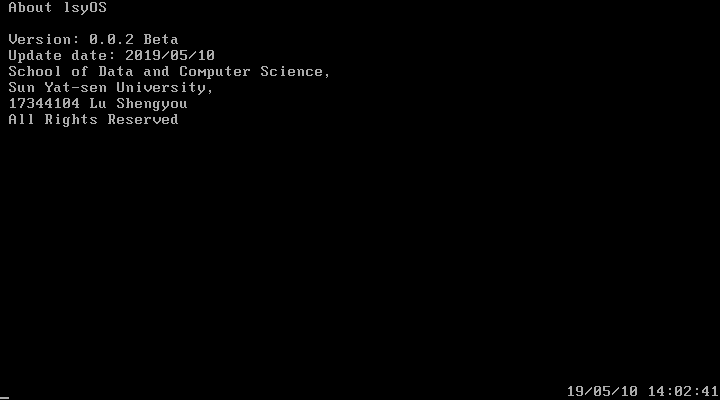 About lsyOS
Version: 0.0.2 Beta
Update date: 2019/05/10
School of Data and Computer Science,
Sun Yat-sen University,
17344104 Lu Shengyou
All Rights Reserved
19/05/10 14:02:41